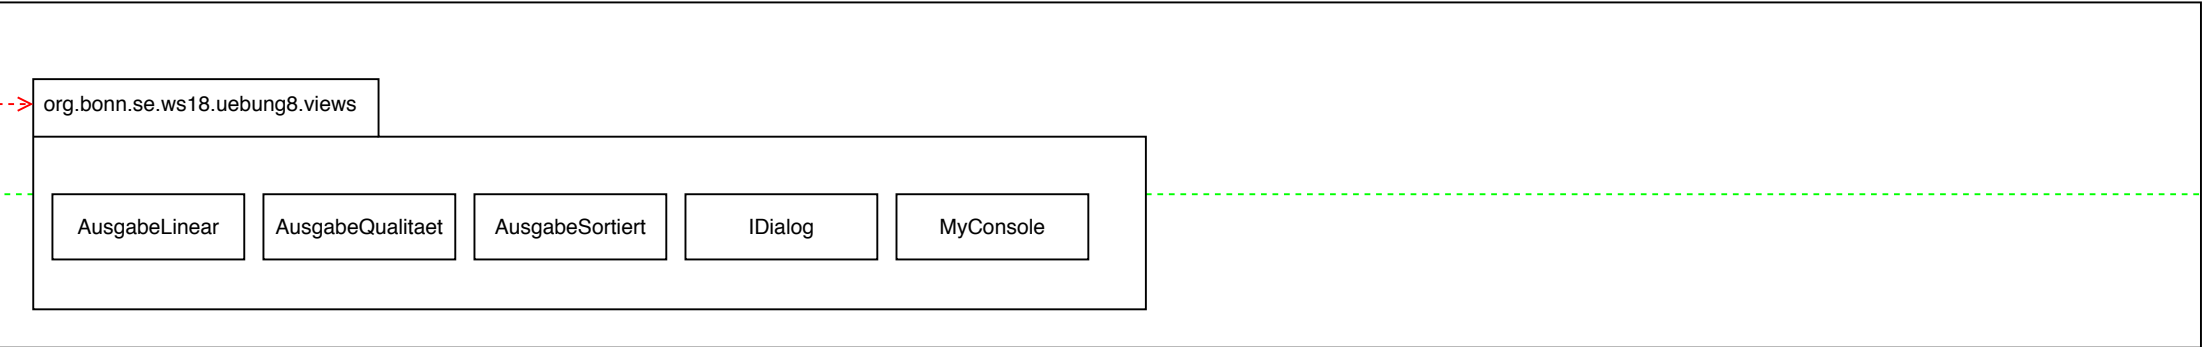 org.bonn.se.ws18.uebung8.views
AusgabeLinear
AusgabeQualitaet
AusgabeSortiert
IDialog
MyConsole